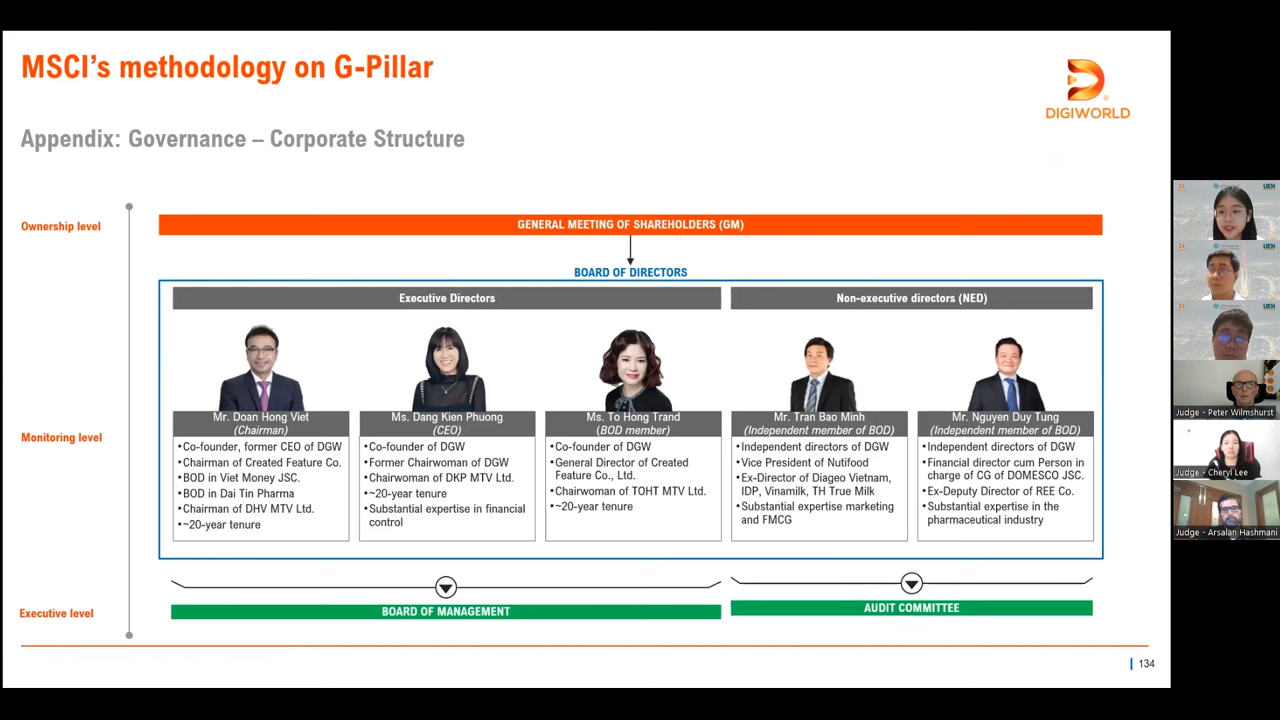 MSCI's methodology on G-Pillar
DIGIWORLD
Appendix: Governance – Corporate Structure
Ownership level
GENERAL MEETING OF SHAREHOLDERS (GM)
BOARD OF DIRECTORS
Executive Directors
Non-executive directors (NED)
Monitoring level
Mr. Doan Hong Viet
(Chairman)
•Co-founder, former CEO of DGW
•Chairman of Created Feature Co.
•BOD in Viet Money JSC.
•BOD in Dai Tin Pharma
•Chairman of DHV MTV Ltd.
•~20-year tenure
Ms. Dang Kien Phuong
(CEO)
•Co-founder of DGW
•Former Chairwoman of DGW
•Chairwoman of DKP MTV Ltd.
•~20-year tenure
•Substantial expertise in financial
control
Ms. To Hong Trand
(BOD member)
•Co-founder of DGW
•General Director of Created
Feature Co., Ltd.
•Chairwoman of TOHT MTV Ltd.
•~20-year tenure
Mr. Tran Bao Minh
(Independent member of BOD)
•Independent directors of DGW
•Vice President of Nutifood
•Ex-Director of Diageo Vietnam,
IDP, Vinamilk, TH True Milk
•Substantial expertise marketing
and FMCG
Mr. Nguyen Duy Tung
(Independent member of BOD)
•Independent directors of DGW
•Financial director cum Person in
charge of CG of DOMESCO JSC.
•Ex-Deputy Director of REE Co.
•Substantial expertise in the
pharmaceutical industry
Executive level
BOARD OF MANAGEMENT
AUDIT COMMITTEE
134
UEH
UEH
UEH
Judge - Peter Wilmshurst
Judge - Cheryl Lee
Judge - Arsalan Hashmani